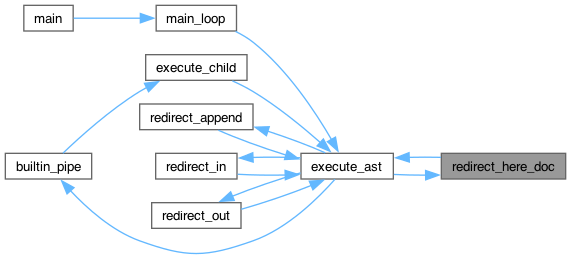 main
main_loop
execute_child
redirect_append
builtin_pipe
redirect_in
execute_ast
redirect_here_doc
redirect_out